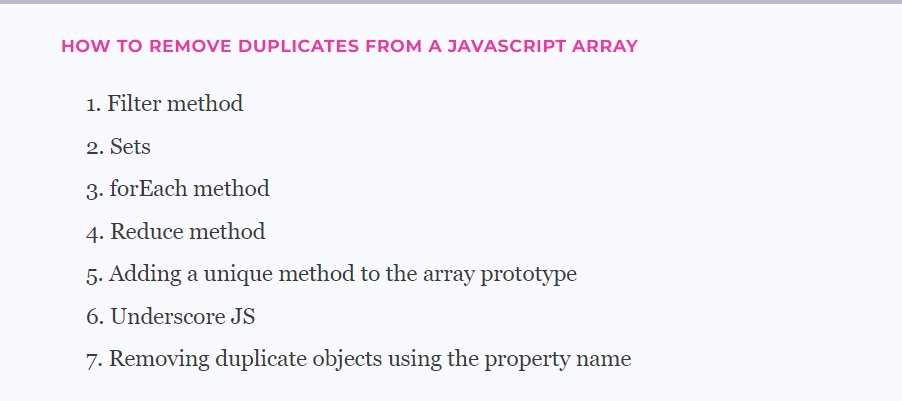 HOW TO REMOVE DUPLICATES FROM A JAVASCRIPT ARRAY
1. Filter method
2. Sets
3. forEach method
4. Reduce method
5. Adding a unique method to the array prototype
6. Underscore JS
7. Removing duplicate objects using the property name